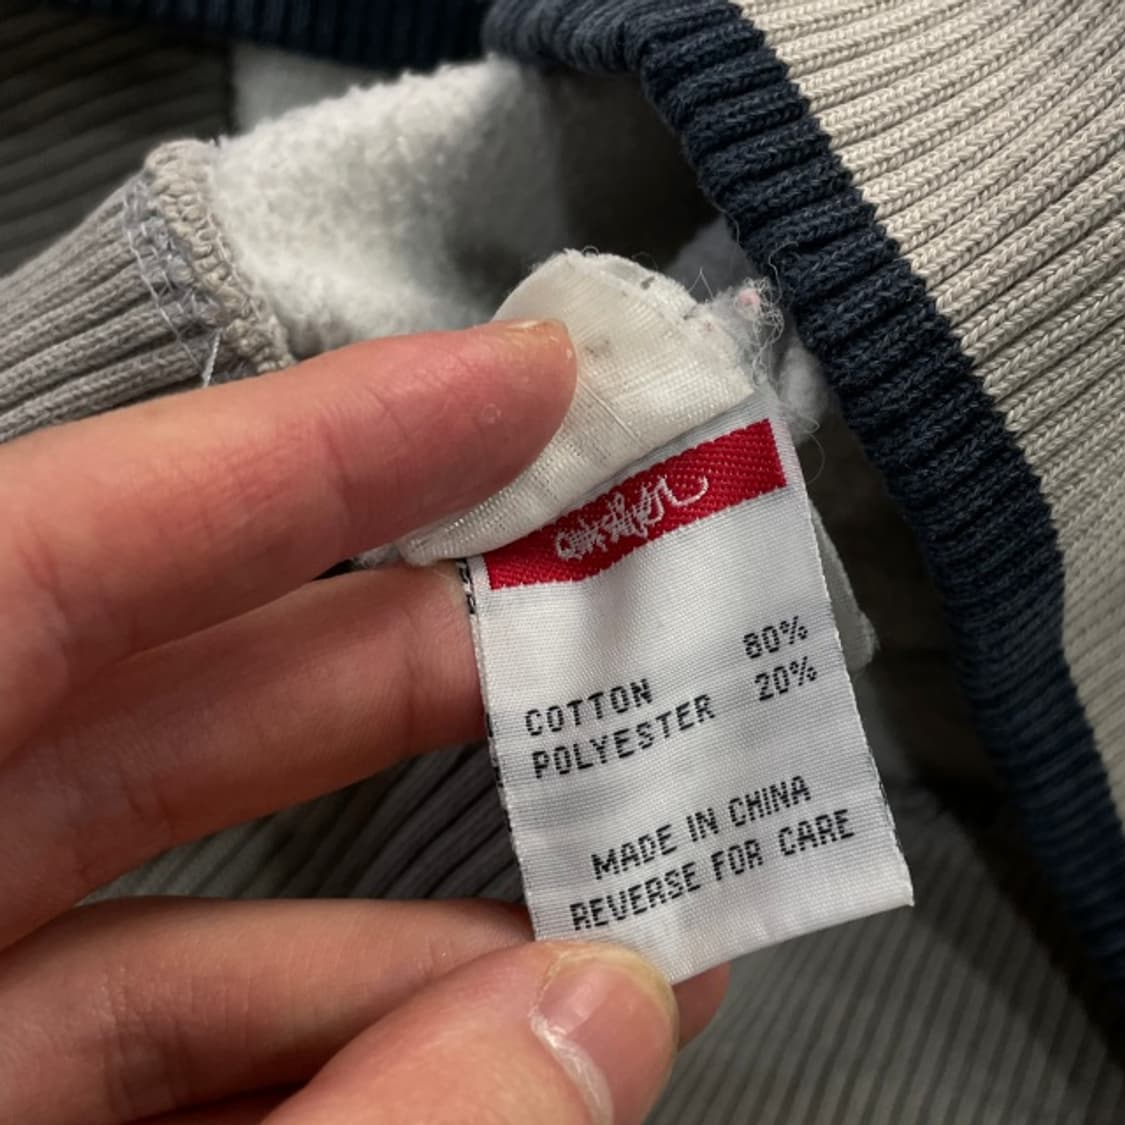 80%
COTTON 20%
POLYESTER
MADE IN CHINA
REVERSE FOR CARE